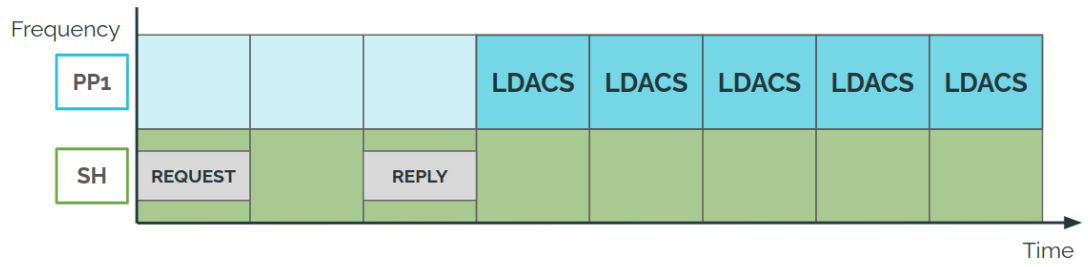 Frequency
PP1
LDACS LDACS LDACS LDACS LDACS
SH
REQUEST REPLY
Time